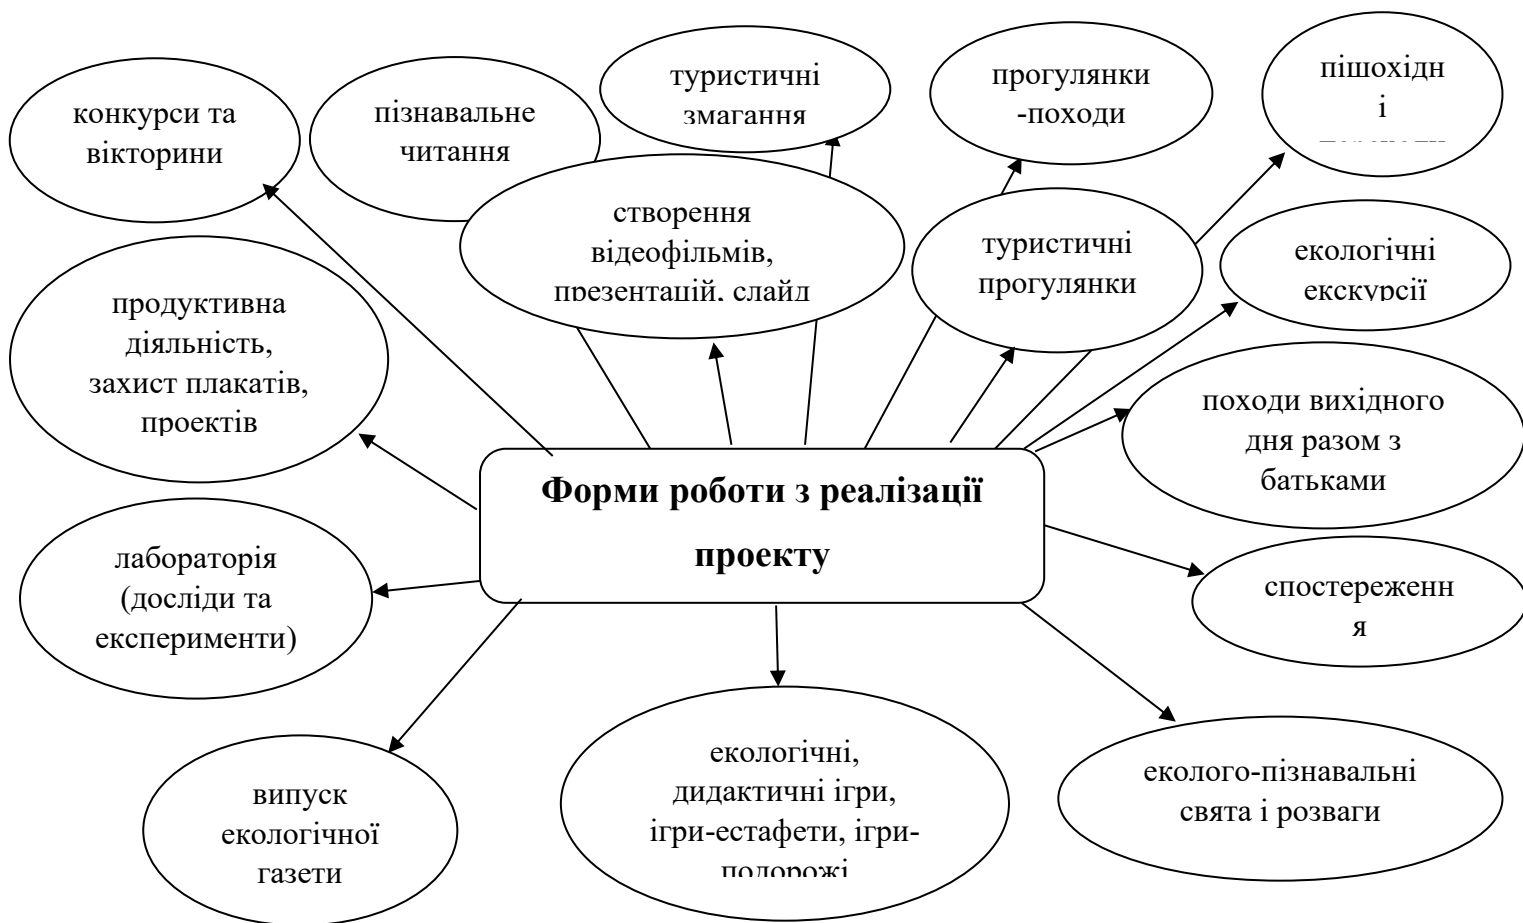 туристичні
змагання
прогулянки
-походи
пішохідн
і
конкурси та
вікторини
пізнавальне
читання
створення
відеофільмів,
презентацій, слайд
туристичні
прогулянки
екологічні
екскурсії
продуктивна
діяльність,
захист плакатів,
проектів
походи вихідного
дня разом з
батьками
Форми роботи з реалізації
проекту
лабораторія
(досліди та
експерименти)
спостереженн
я
випуск
екологічної
газети
екологічні,
дидактичні ігри,
ігри-естафети, ігри-
подорожі
еколого-пізнавальні
свята і розваги